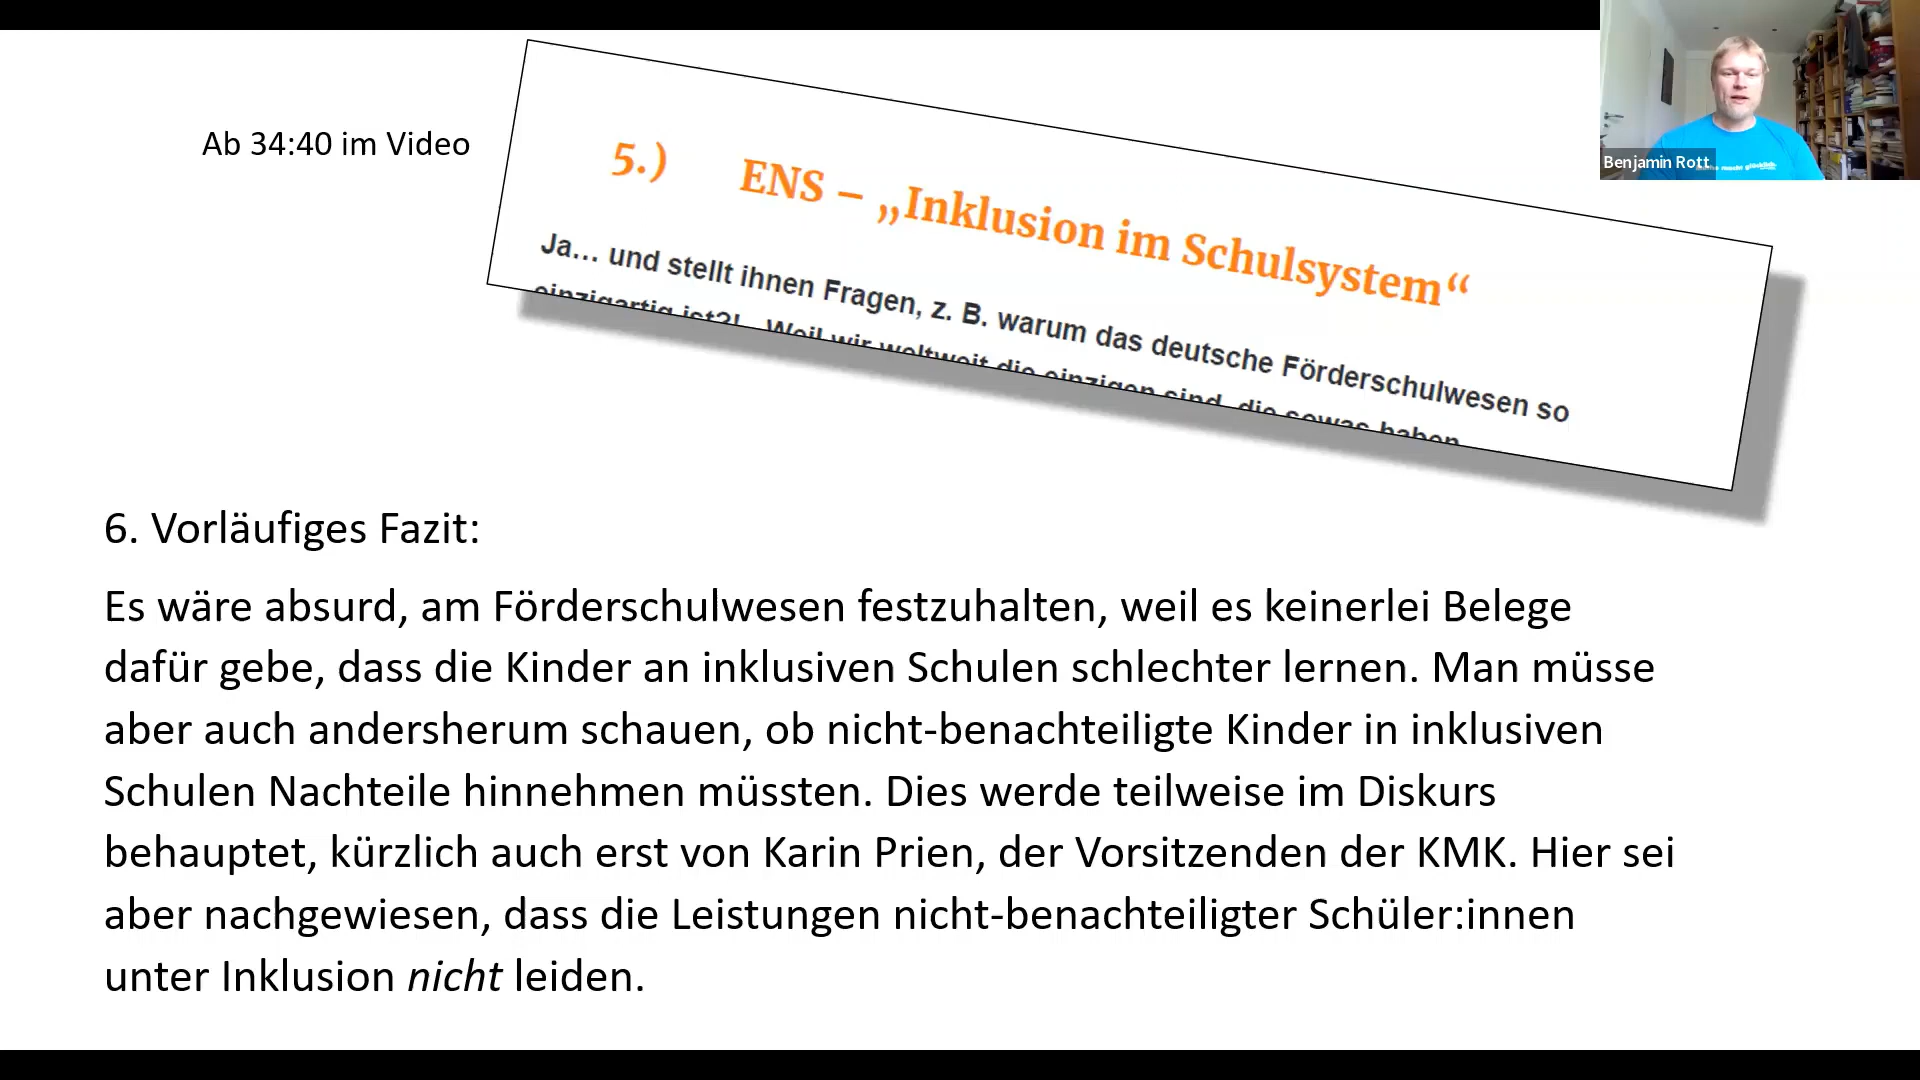 Ab 34:40 im Video
5.) ENS – „Inklusion im Schulsystem“
Ja… und stellt ihnen Fragen, z. B. warum das deutsche Förderschulwesen so
einzigartig ist?! Weil wir weltweit die einzigen sind, die sowas haben
Benjamin Rott
6. Vorläufiges Fazit:
Es wäre absurd, am Förderschulwesen festzuhalten, weil es keinerlei Belege
dafür gebe, dass die Kinder an inklusiven Schulen schlechter lernen. Man müsse
aber auch andersherum schauen, ob nicht-benachteiligte Kinder in inklusiven
Schulen Nachteile hinnehmen müssten. Dies werde teilweise im Diskurs
behauptet, kürzlich auch erst von Karin Prien, der Vorsitzenden der KMK. Hier sei
aber nachgewiesen, dass die Leistungen nicht-benachteiligter Schüler:innen
unter Inklusion nicht leiden.